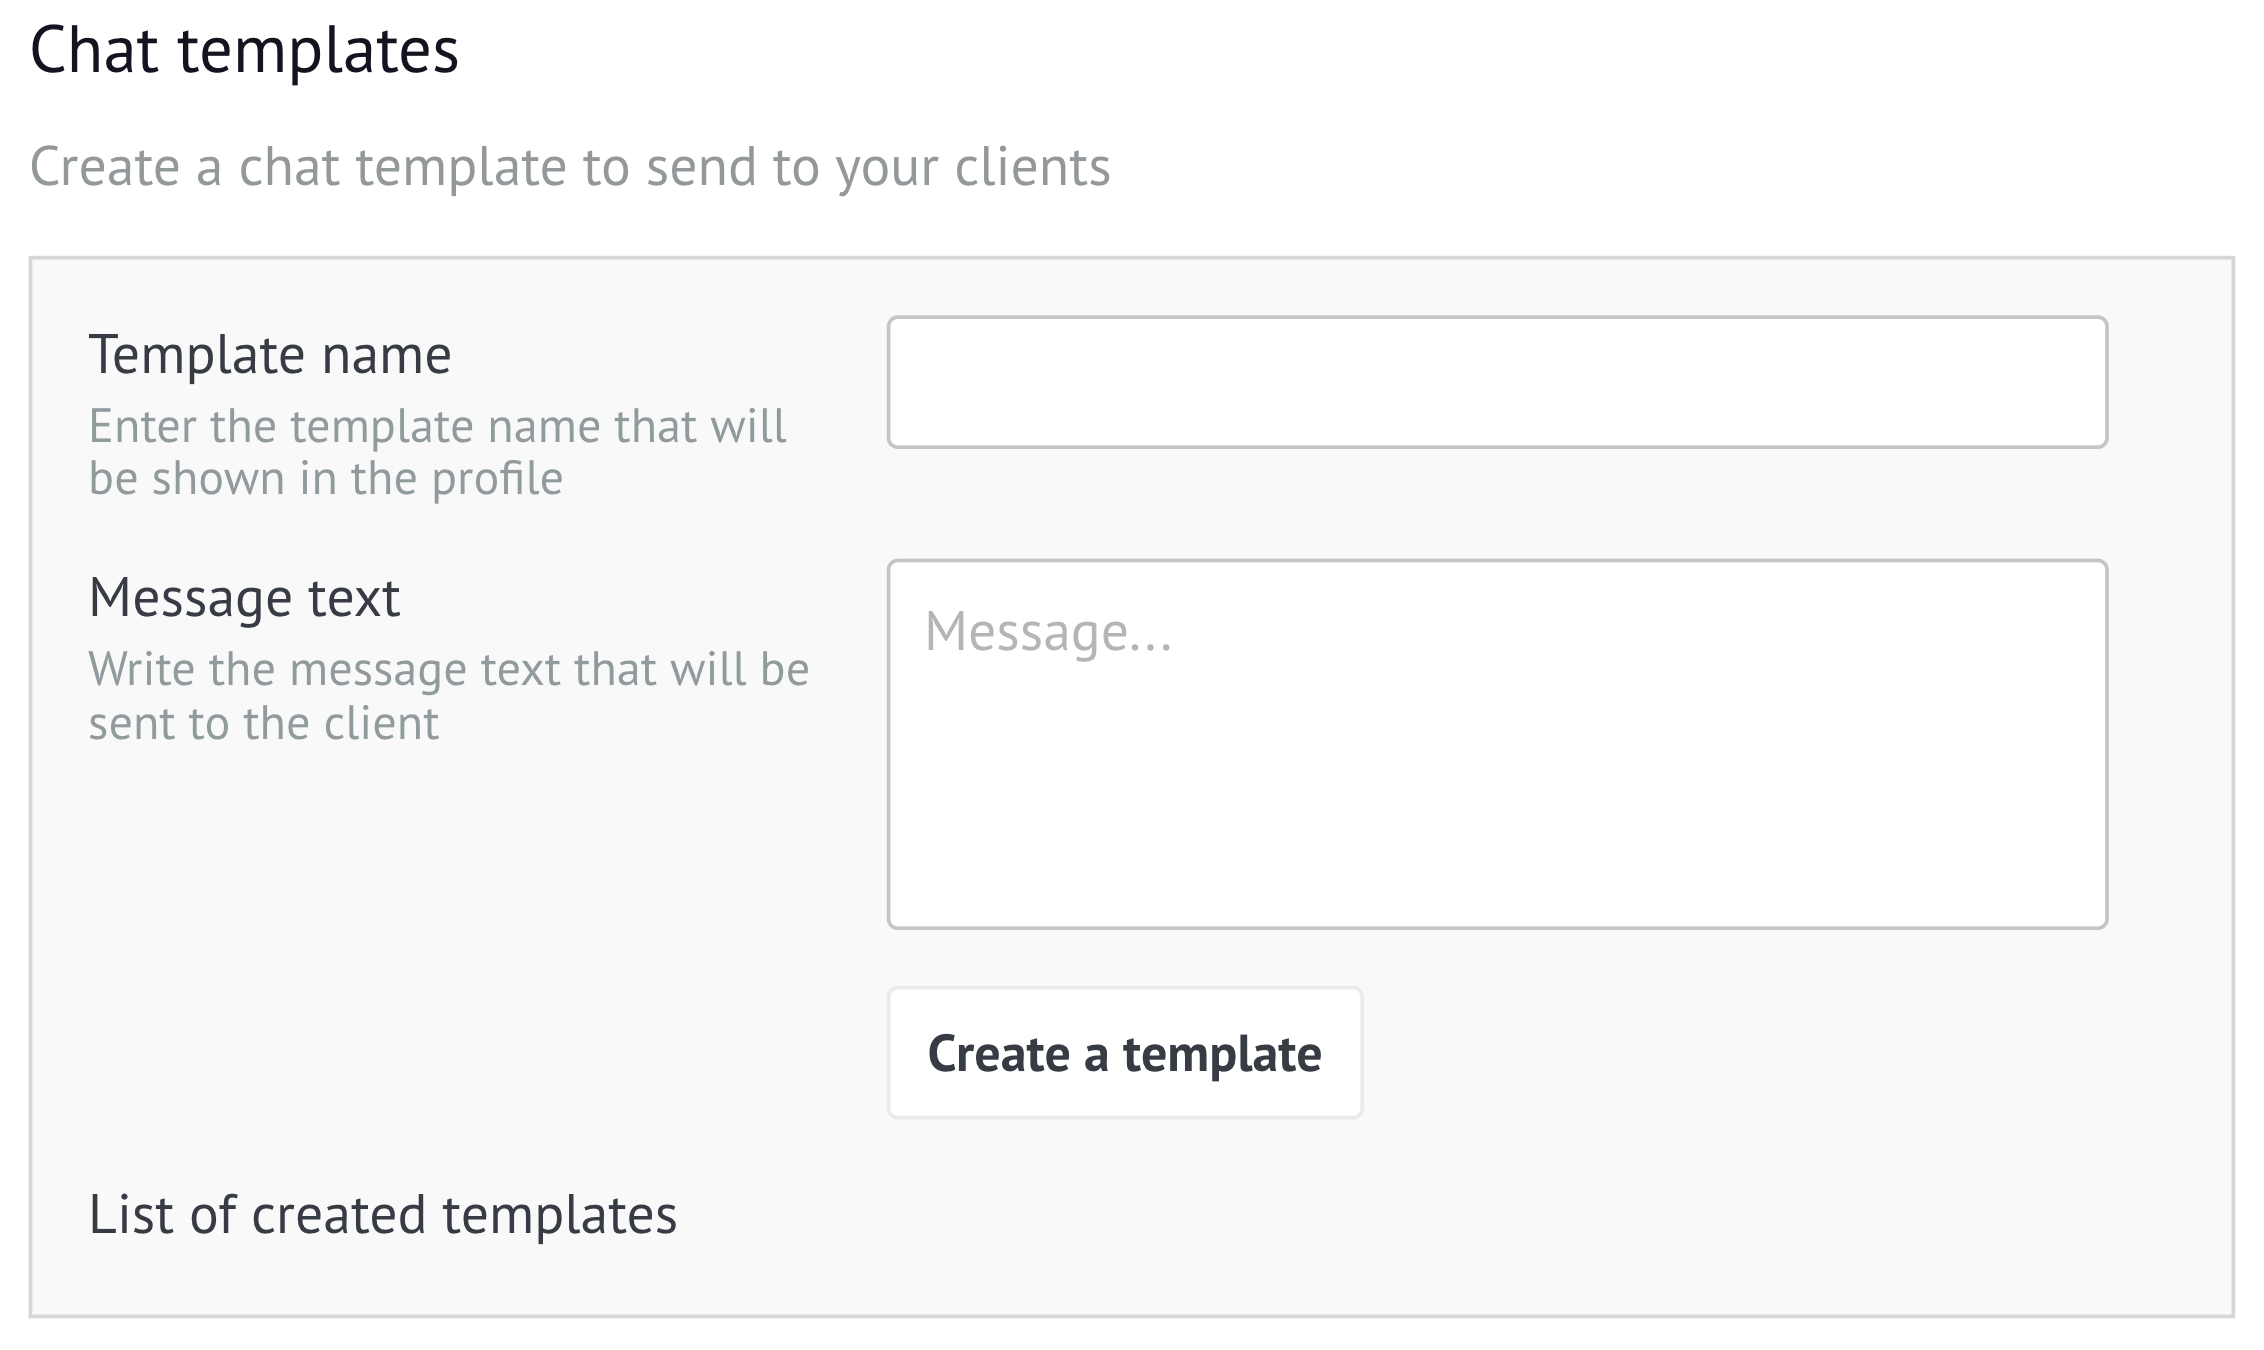 Chat templates
Create a chat template to send to your clients
Template name
Enter the template name that will
be shown in the profile
Message text
Write the message text that will be
sent to the client
Message...
Create a template
List of created templates